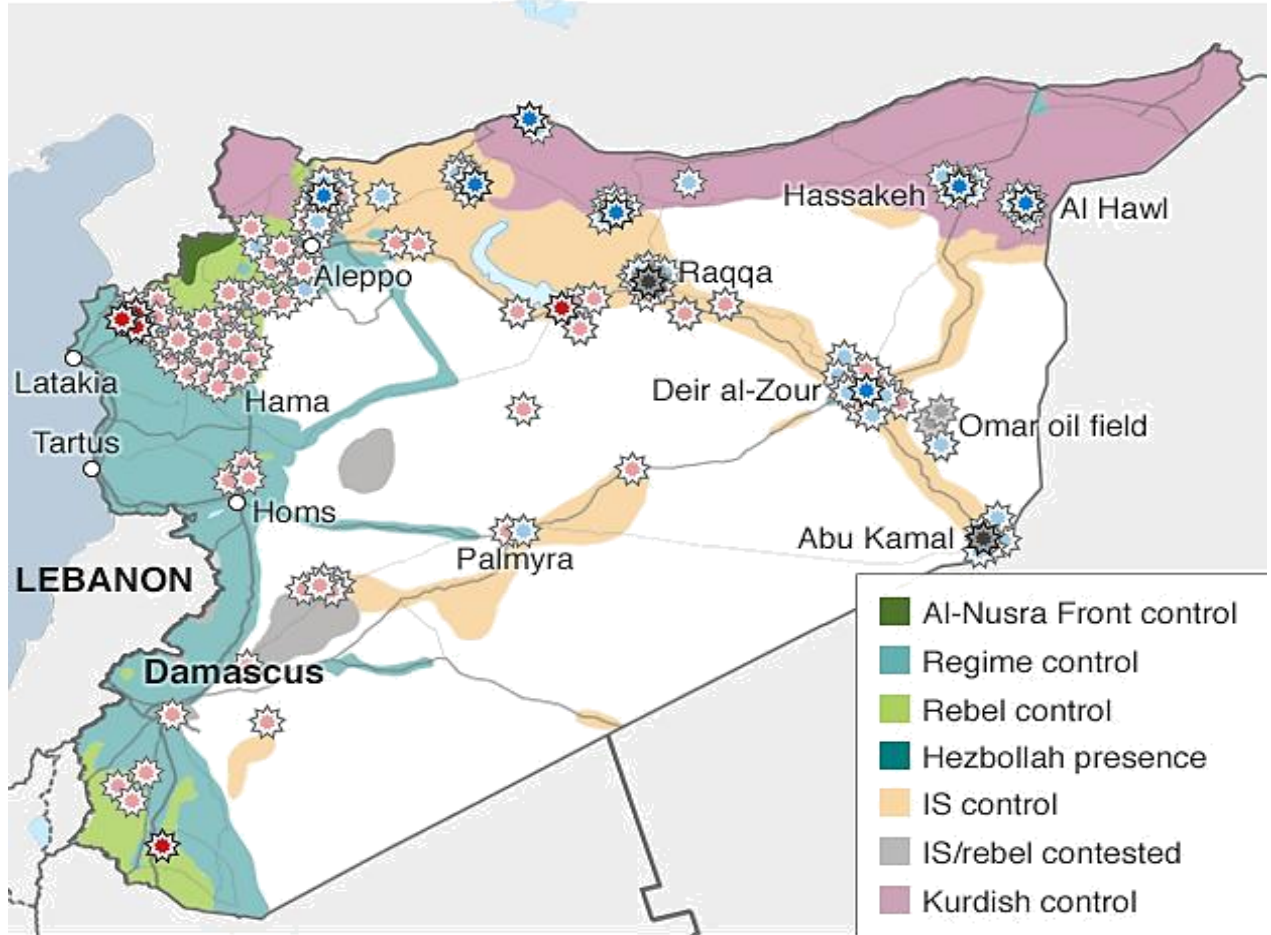 Hassakeh
Al Hawl
Aleppo
Raqqa
Latakia
Hama
Deir al-Zour
Omar oil field
Tartus
Homs
Palmyra
Abu Kamal
LEBANON
Damascus
Al-Nusra Front control
Regime control
Rebel control
Hezbollah presence
IS control
IS/rebel contested
Kurdish control